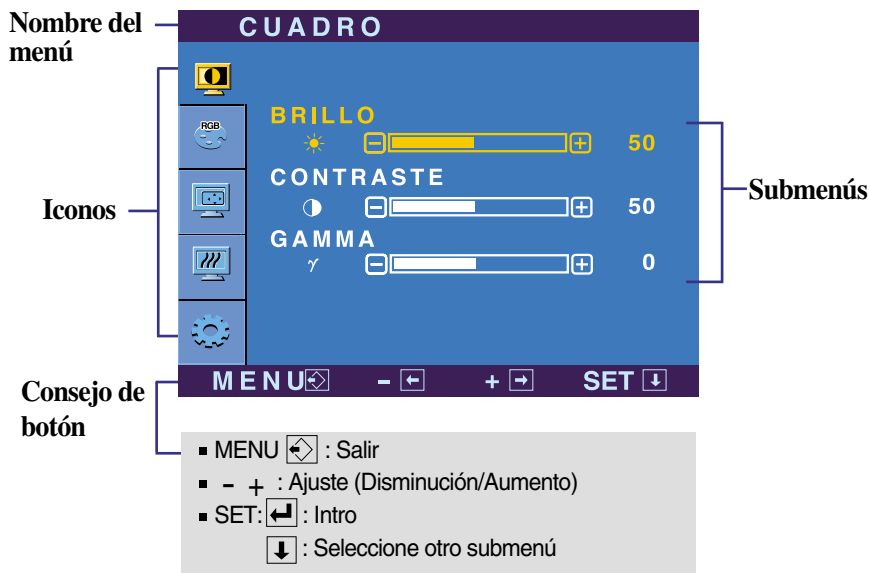 Nombre del
menú
CUADRO
RGB
BRILLO
50
CONTRASTE
50
GAMMA
γ
0
Iconos
Submenús
MENU - + SET
Consejo de
botón
MENU : Salir
- + : Ajuste (Disminución/Aumento)
SET: : Intro
: Seleccione otro submenú